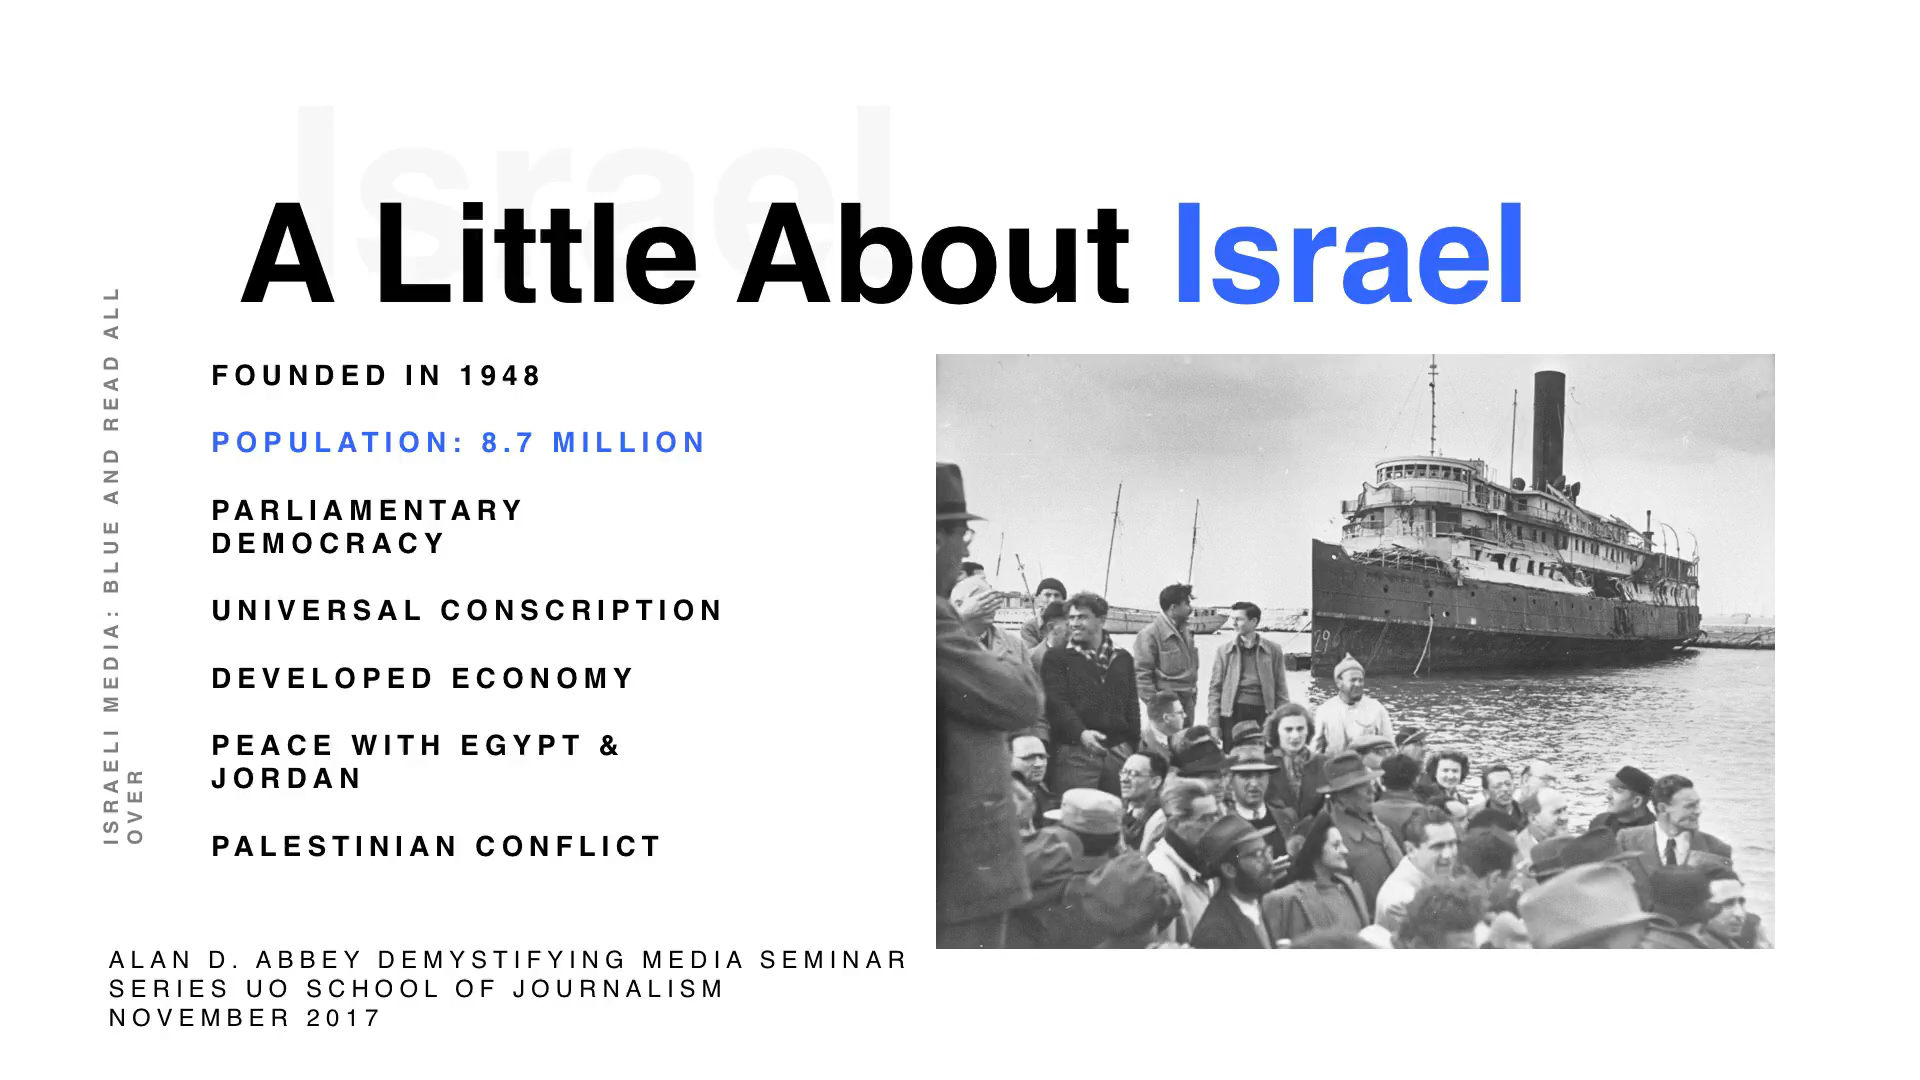 Israel
A Little About Israel
ISRAELI MEDIA: BLUE AND READ ALL
OVER
FOUNDED IN 1948
POPULATION: 8.7 MILLION
PARLIAMENTARY
DEMOCRACY
UNIVERSAL CONSCRIPTION
DEVELOPED ECONOMY
PEACE WITH EGYPT &
JORDAN
PALESTINIAN CONFLICT
29
ALAN D. ABBEY DEMYSTIFYING MEDIA SEMINAR
SERIES UO SCHOOL OF JOURNALISM
NOVEMBER 2017